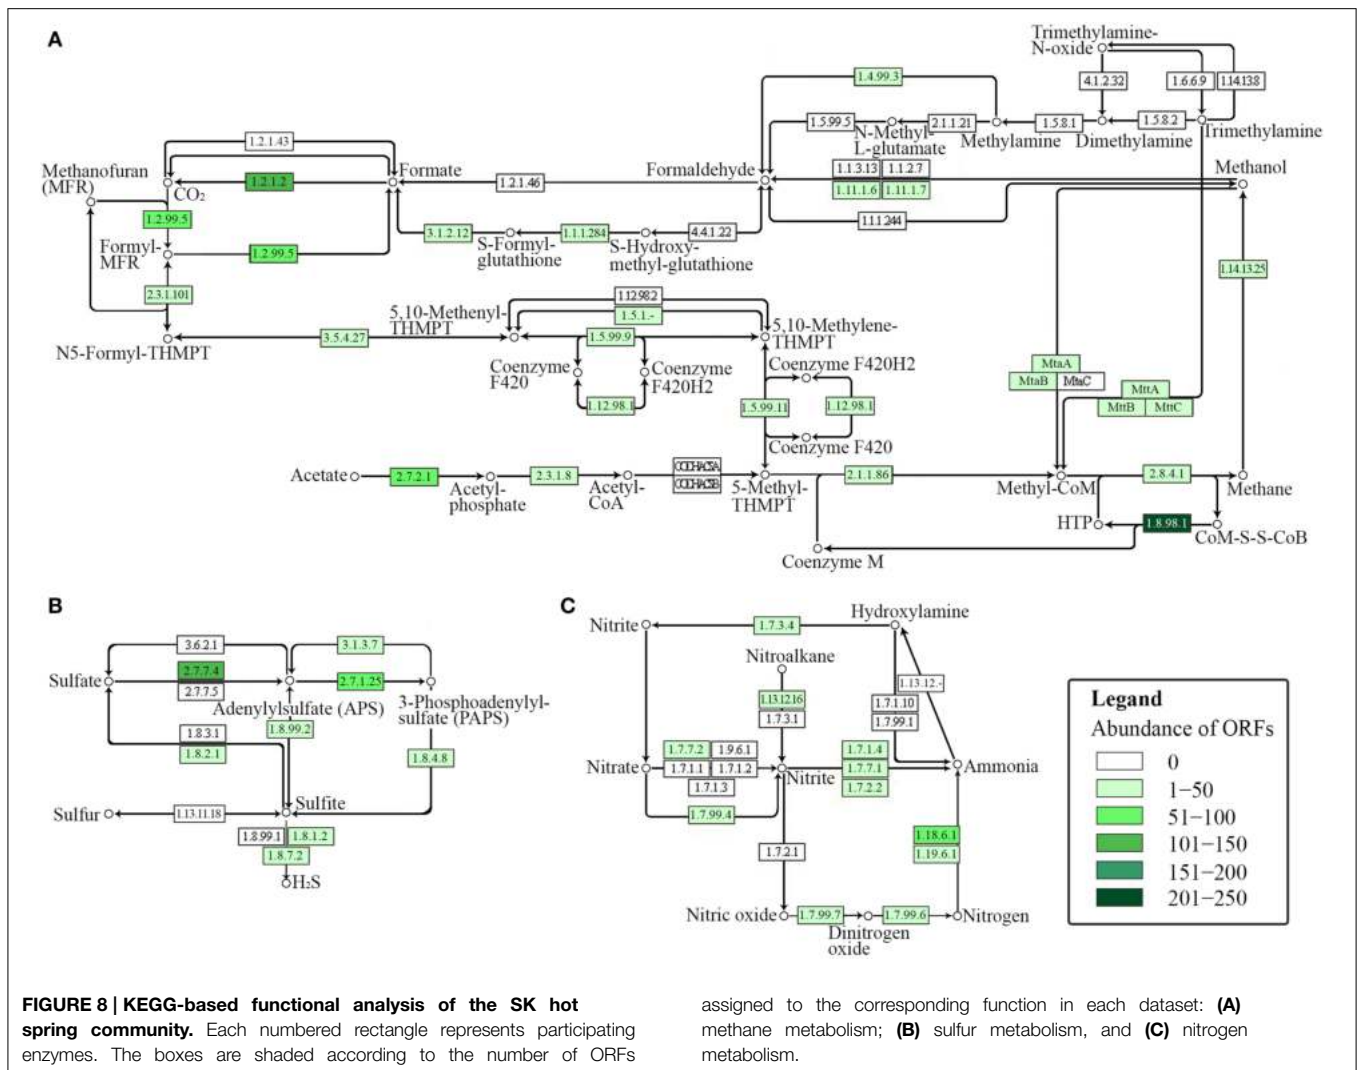 A
Trimethylamine-
N-oxide
4.1.2.32
1.6.6.9
1.14.13.8
1.4.99.3
1.5.99.5
N-Methyl-
L-glutamate
2.1.1.21
Methylamine
1.5.8.1
Dimethylamine
1.5.8.2
Trimethylamine
1.2.1.43
Methanofuran
(MFR)
CO₂
1.2.1.2
Formate
1.2.1.46
Formaldehyde
1.1.3.13
1.1.2.7
1.11.1.6
1.11.1.7
Methanol
1.1.1.244
1.2.99.5
Formyl-
MFR
1.2.99.5
3.1.2.12
S-Formyl-
glutathione
1.1.1.284
S-Hydroxy-
methyl-glutathione
4.4.1.22
1.14.13.25
2.3.1.101
N5-Formyl-THMPT
3.5.4.27
5,10-Methenyl-
THMPT
1.12.98.2
1.5.1.-
1.5.99.9
5,10-Methylene-
THMPT
Coenzyme
F420
Coenzyme
F420H2
1.12.98.1
Coenzyme F420H2
1.5.99.11
1.12.98.1
Coenzyme F420
MtaA
MtaB
MtaC
MttA
MttB
MttC
Acetate
2.7.2.1
Acetyl-
phosphate
2.3.1.8
Acetyl-
CoA
5-Methyl-
THMPT
2.1.1.86
Methyl-CoM
2.8.4.1
Methane
HTP
1.8.98.1
CoM-S-S-CoB
Coenzyme M
B
3.6.2.1
3.1.3.7
Sulfate
2.7.7.4
2.7.7.5
2.7.1.25
Adenylylsulfate (APS)
3-Phosphoadenylyl-
sulfate (PAPS)
1.8.3.1
1.8.2.1
1.8.99.2
1.8.4.8
Sulfur
1.13.11.18
Sulfite
1.8.99.1
1.8.1.2
1.8.7.2
H₂S
C
Hydroxylamine
Nitrite
1.7.3.4
Nitroalkane
1.13.12.16
1.7.3.1
1.13.12.-
1.7.1.10
1.7.99.1
Nitrate
1.7.7.2
1.9.6.1
1.7.1.1
1.7.1.2
1.7.1.3
1.7.99.4
Nitrite
1.7.1.4
1.7.7.1
1.7.2.2
Ammonia
1.7.2.1
1.18.6.1
1.19.6.1
Nitric oxide
1.7.99.7
Dinitrogen
oxide
1.7.99.6
Nitrogen
Legand
Abundance of ORFs
0
1−50
51−100
101−150
151−200
201−250
FIGURE 8 | KEGG-based functional analysis of the SK hot
spring community. Each numbered rectangle represents participating
enzymes. The boxes are shaded according to the number of ORFs
assigned to the corresponding function in each dataset: (A)
methane metabolism; (B) sulfur metabolism, and (C) nitrogen
metabolism.